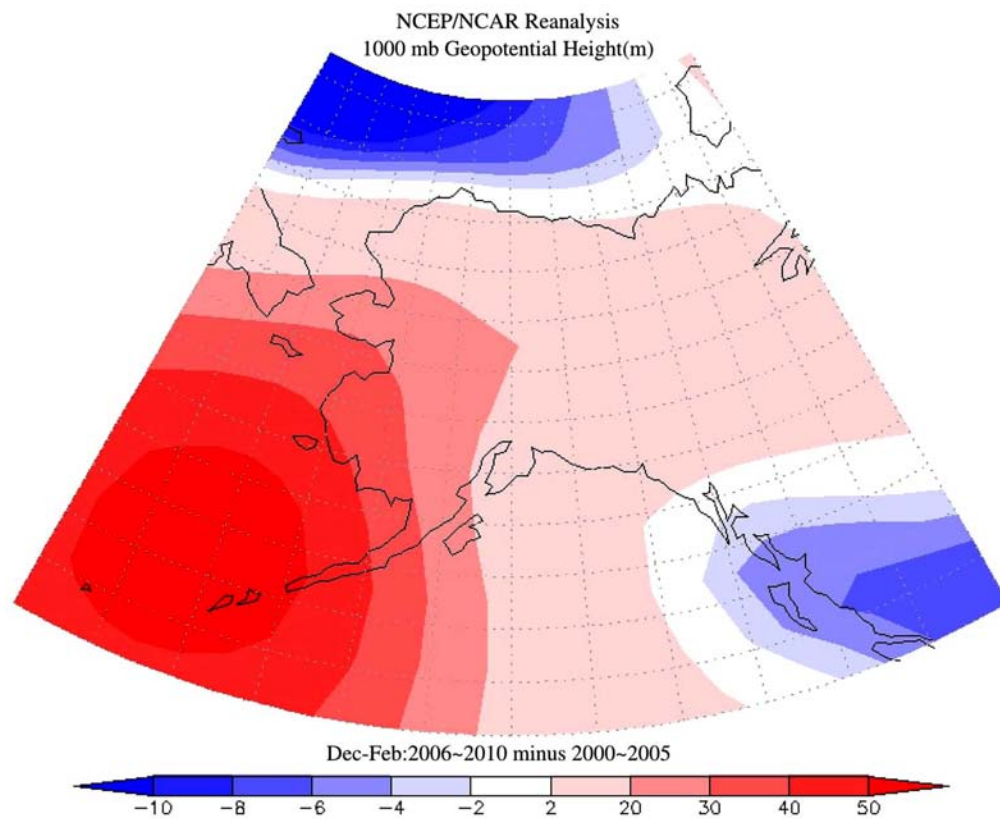 NCEP/NCAR Reanalysis
1000 mb Geopotential Height(m)
Dec-Feb:2006~2010 minus 2000~2005
-10 -8 -6 -4 -2 2 20 30 40 50